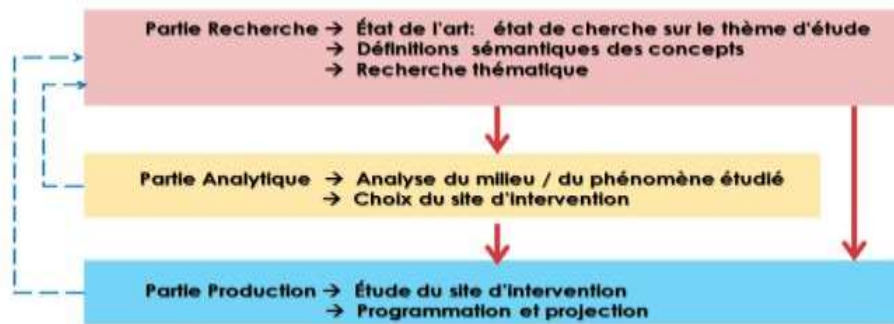 Partie Recherche → État de l'art: état de cherche sur le thème d'étude
→ Définitions sémantiques des concepts
→ Recherche thématique
Partie Analytique → Analyse du milieu / du phénomène étudié
→ Choix du site d'intervention
Partie Production → Étude du site d'intervention
→ Programmation et projection